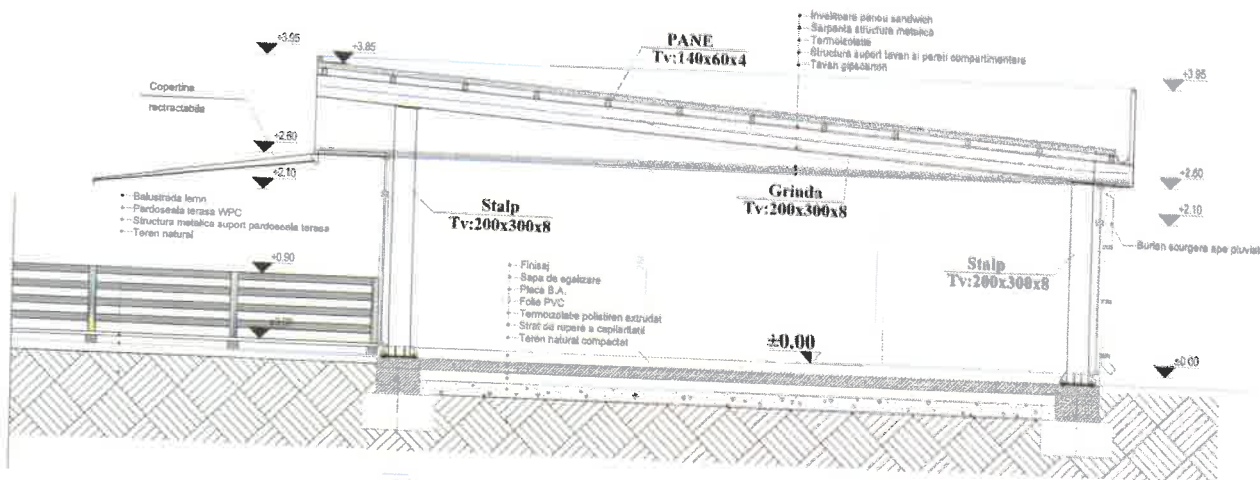 +3.95
+3.85
PANE
Tv:140x60x4
Invelitoare panou sandwich
Sarpanta structura metalica
Termoizolatie
Structura suport tavan si pereti compartimentare
Tavan gipscarton
+3.95
Copertina
retractabila
+2.60
+2.10
Balustrada lemn
Pardoseala terasa WPC
Structura metalica suport pardoseala terasa
Teren natural
Stalp
Tv:200x300x8
Grinda
Tv:200x300x8
+2.60
+2.10
Burlan scurgere ape pluviale
Stalp
Tv:200x300x8
+0.90
Finisaj
Sapa de egalizare
Placa B.A.
Folie PVC
Termoizolatie polistiren extrudat
Strat de rupere a capilaritatii
Teren natural compactat
±0.00
±0.00
±0.00